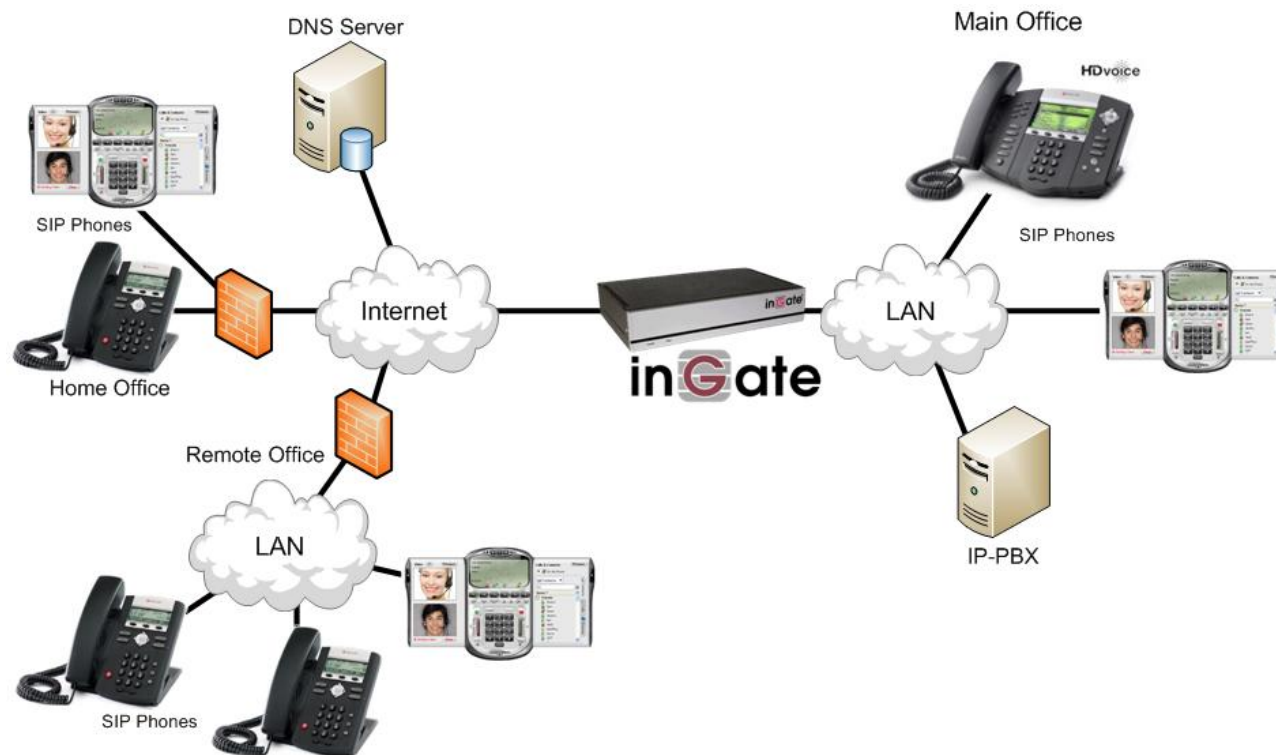 DNS Server
Main Office
HDvoice
SIP Phones
SIP Phones
Internet
inGate
LAN
Home Office
inGate
Remote Office
LAN
IP-PBX
SIP Phones